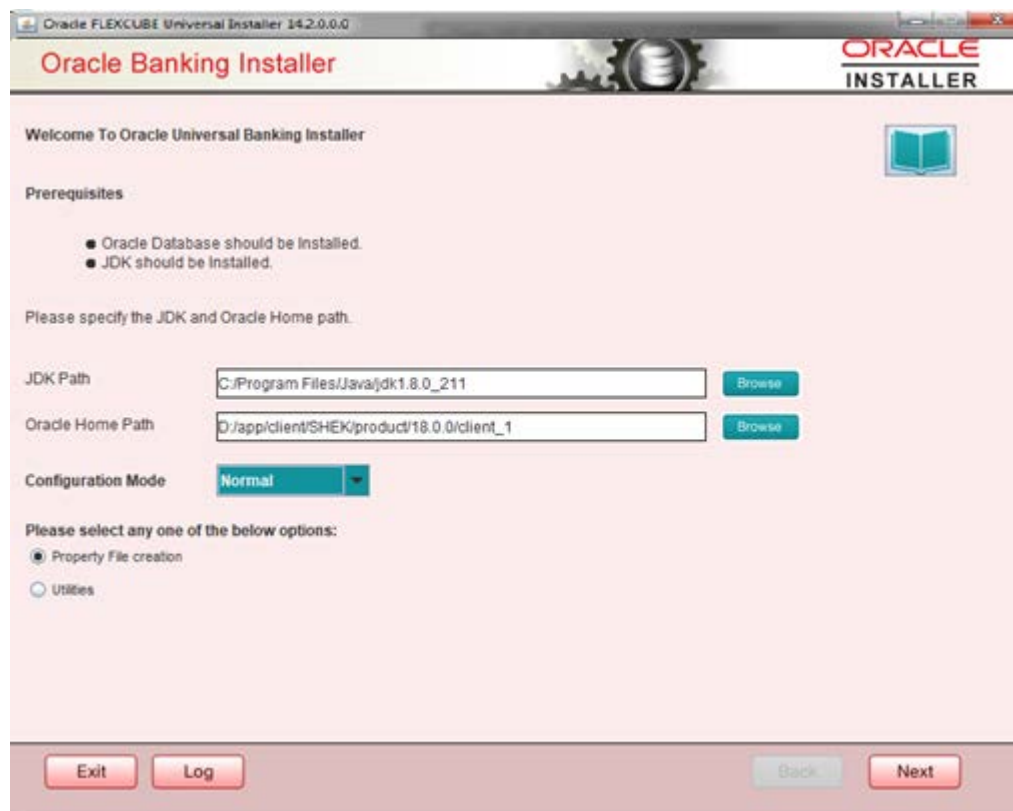 Oracle FLEXCUBE Universal Installer 14.2.0.0.0
Oracle Banking Installer
ORACLE
INSTALLER
Welcome To Oracle Universal Banking Installer
Prerequisites
Oracle Database should be Installed.
JDK should be Installed.
Please specify the JDK and Oracle Home path.
JDK Path
C:/Program Files/Java/jdk1.8.0_211
Browse
Oracle Home Path
D:/app/client/SHEK/product/18.0.0/client_1
Browse
Configuration Mode
Normal
Please select any one of the below options:
Property File creation
Utilities
Exit
Log
Back
Next